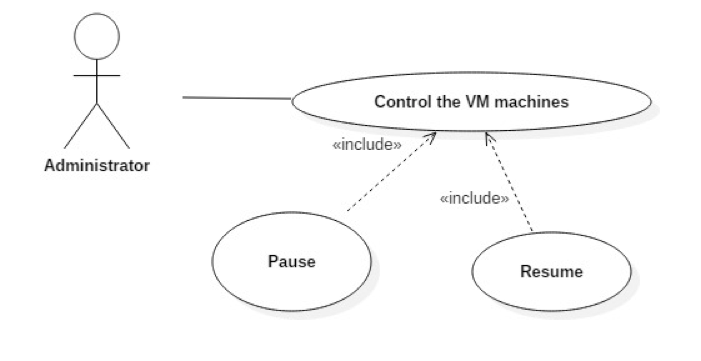 Control the VM machines
«include»
Administrator
«include»
Pause
Resume